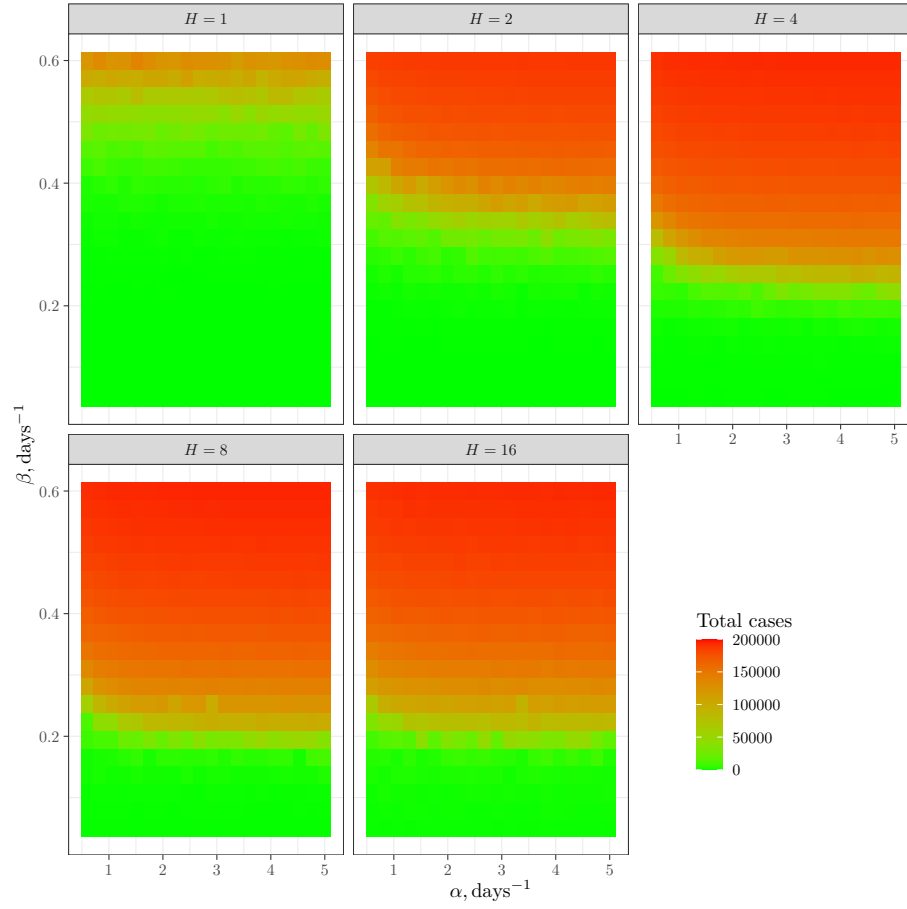 H = 1
H = 2
H = 4
0.6
0.4
0.2
1 2 3 4 5
H = 8
H = 16
0.6
0.4
0.2
1 2 3 4 5
1 2 3 4 5
β, days⁻¹
α, days⁻¹
Total cases
200000
150000
100000
50000
0